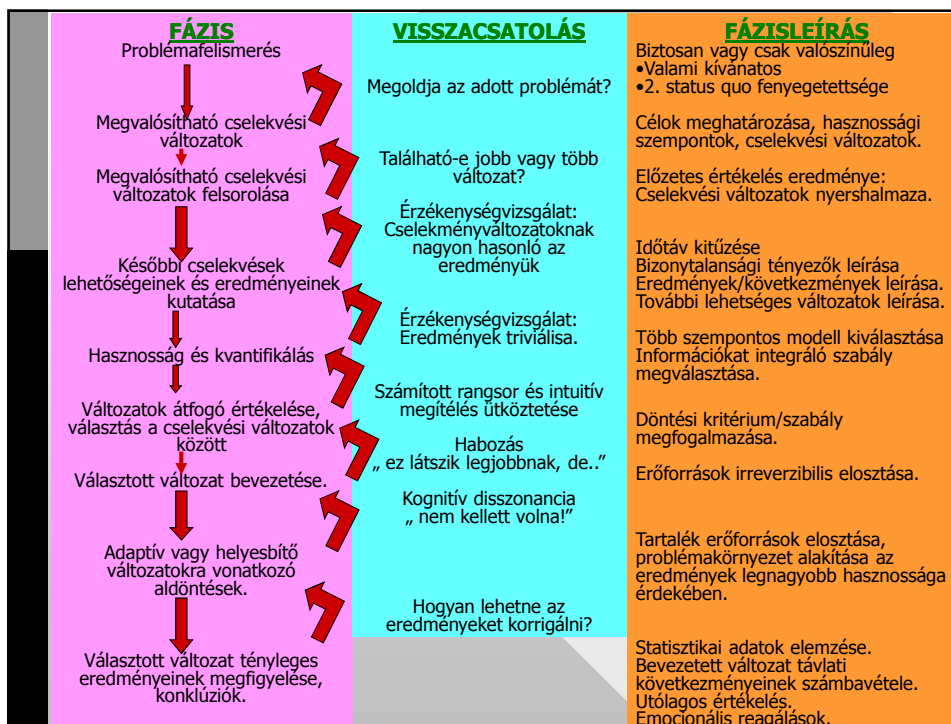 FÁZIS
Problémafelismerés
Megvalósítható cselekvési
változatok
Megvalósítható cselekvési
változatok felsorolása
Későbbi cselekvések
lehetőségeinek és eredményeinek
kutatása
Hasznosság és kvantifikálás
Változatok átfogó értékelése,
választás a cselekvési változatok
között
Választott változat bevezetése.
Adaptív vagy helyesbítő
változatokra vonatkozó
aldöntések.
Választott változat tényleges
eredményeinek megfigyelése,
konklúziók.
VISSZACSATOLÁS
Megoldja az adott problémát?
Található-e jobb vagy több
változat?
Érzékenységvizsgálat:
Cselekményváltozatoknak
nagyon hasonló az
eredményük
Érzékenységvizsgálat:
Eredmények triviálisa.
Számított rangsor és intuitív
megítélés ütköztetése
Habozás
„ ez látszik legjobbnak, de..”
Kognitív disszonancia
„ nem kellett volna!”
Hogyan lehetne az
eredményeket korrigálni?
FÁZISLEÍRÁS
Biztosan vagy csak valószínűleg
•Valami kívánatos
•2. status quo fenyegetettsége
Célok meghatározása, hasznossági
szempontok, cselekvési változatok.
Előzetes értékelés eredménye:
Cselekvési változatok nyershalmaza.
Időtáv kitűzése
Bizonytalansági tényezők leírása
Eredmények/következmények leírása.
További lehetséges változatok leírása.
Több szempontos modell kiválasztása
Információkat integráló szabály
megválasztása.
Döntési kritérium/szabály
megfogalmazása.
Erőforrások irreverzibilis elosztása.
Tartalék erőforrások elosztása,
problémakörnyezet alakítása az
eredmények legnagyobb hasznossága
érdekében.
Statisztikai adatok elemzése.
Bevezetett változat távlati
következményeinek számbavétele.
Utólagos értékelés.
Emocionális reagálások.